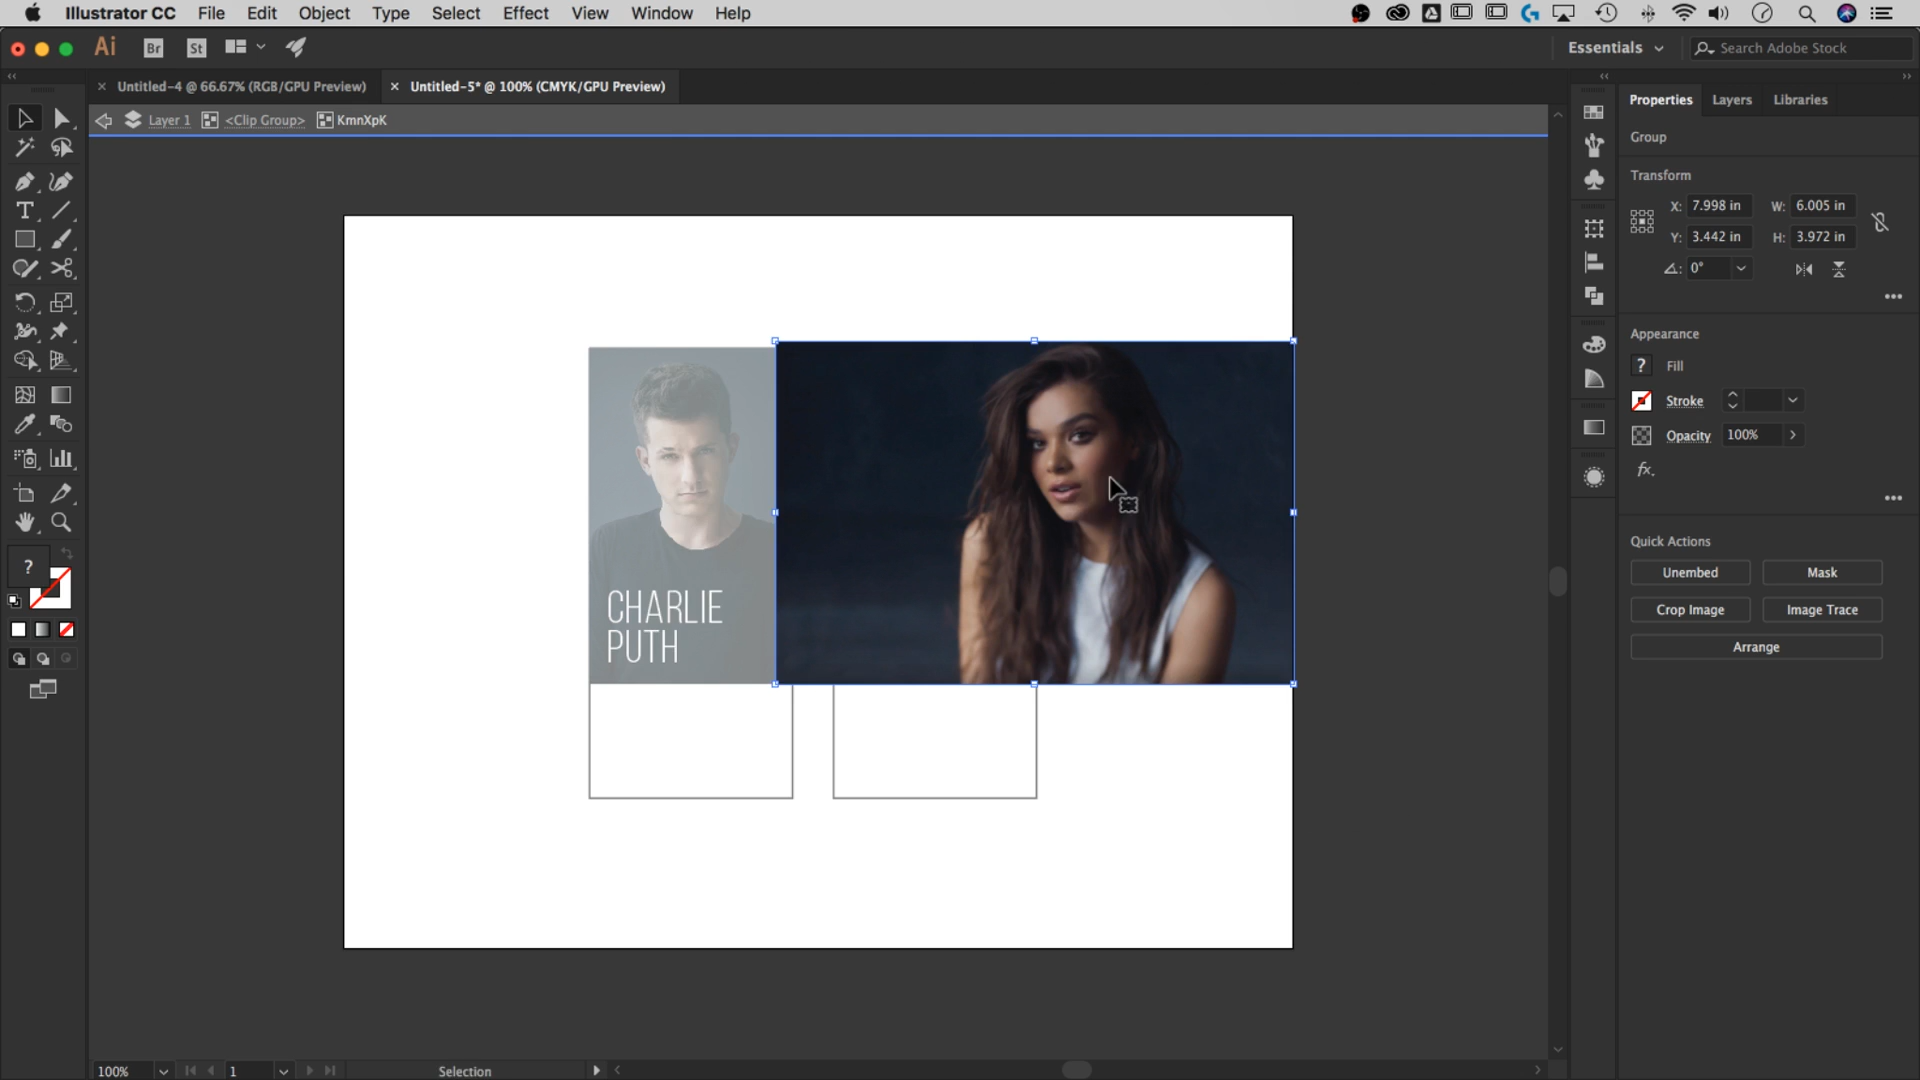 Illustrator CC File Edit Object Type Select Effect View Window Help
Ai Br St Essentials Search Adobe Stock
Untitled-4 @ 66.67% (RGB/GPU Preview) Untitled-5* @ 100% (CMYK/GPU Preview)
Layer 1 <Clip Group> KmnXpK
Properties Layers Libraries
Group
Transform
X: 7.998 in W: 6.005 in
Y: 3.442 in H: 3.972 in
0°
Appearance
? Fill
Stroke
Opacity 100%
fx.
Quick Actions
Unembed Mask
Crop Image Image Trace
Arrange
?
CHARLIE
PUTH
100% 1 Selection